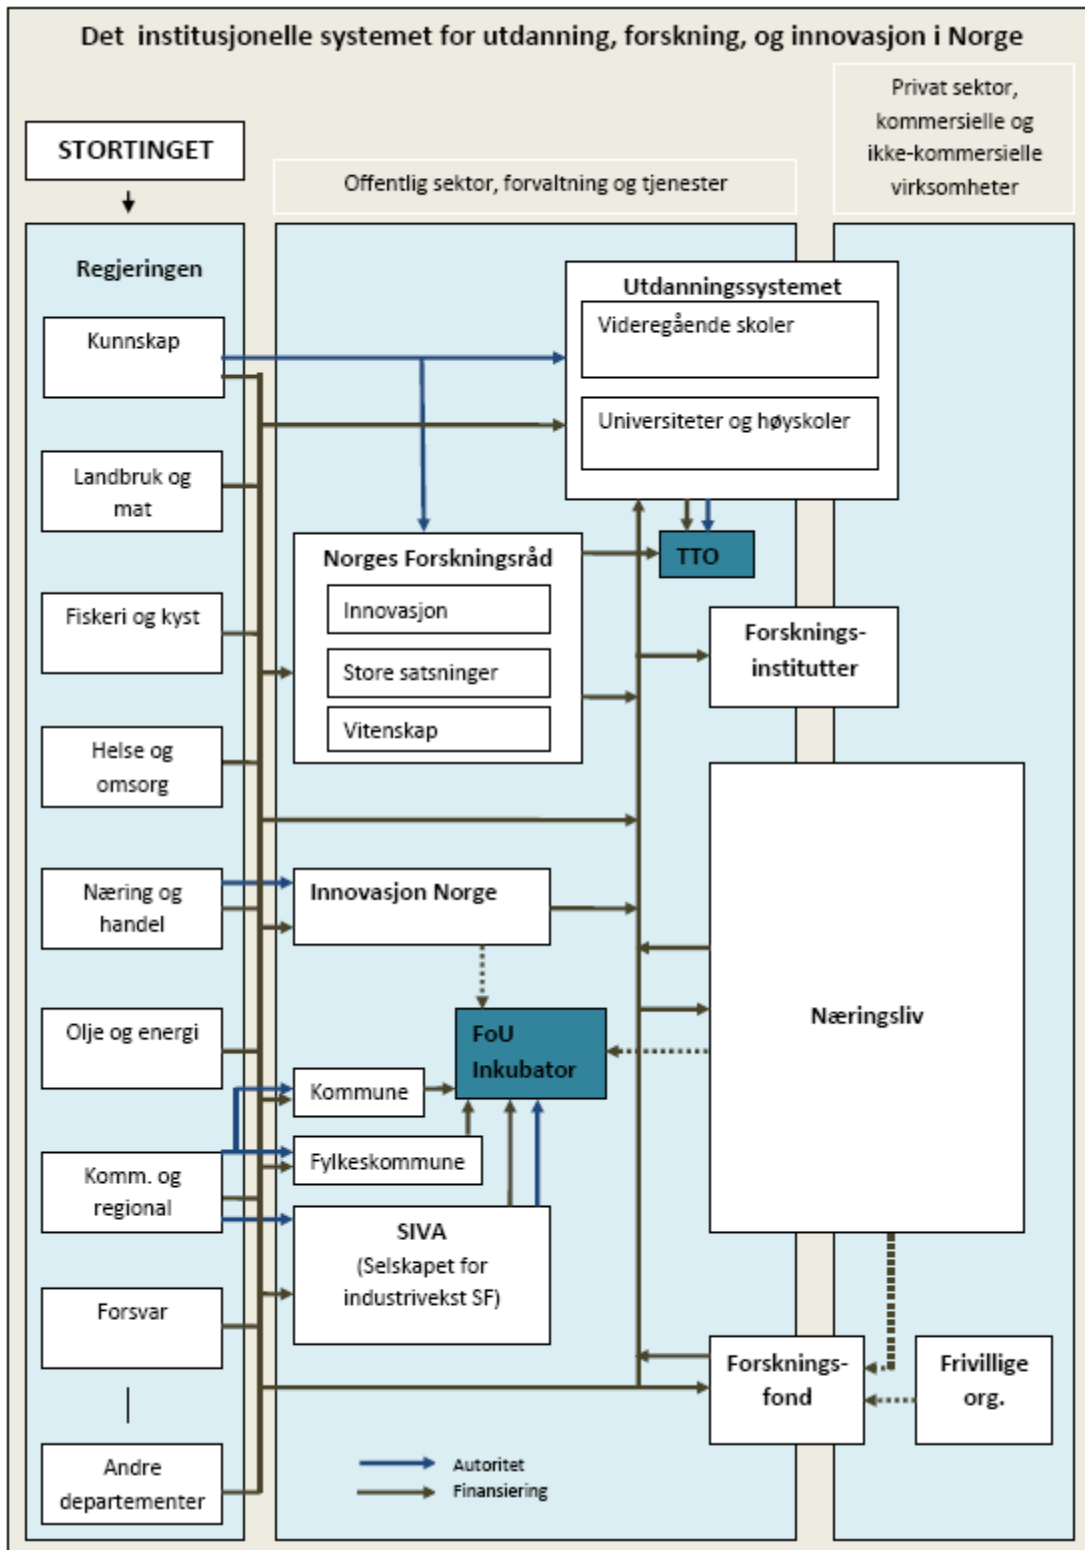 Det institusjonelle systemet for utdanning, forskning, og innovasjon i Norge
STORTINGET
Offentlig sektor, forvaltning og tjenester
Privat sektor,
kommersielle og
ikke-kommersielle
virksomheter
Regjeringen
Kunnskap
Landbruk og
mat
Fiskeri og kyst
Helse og
omsorg
Næring og
handel
Olje og energi
Komm. og
regional
Forsvar
Andre
departementer
Utdanningssystemet
Videregående skoler
Universiteter og høyskoler
Norges Forskningsråd
Innovasjon
Store satsninger
Vitenskap
TTO
Forsknings-
institutter
Innovasjon Norge
FoU
Inkubator
Kommune
Fylkeskommune
SIVA
(Selskapet for
industrivekst SF)
Næringsliv
Forsknings-
fond
Frivillige
org.
Autoritet
Finansiering